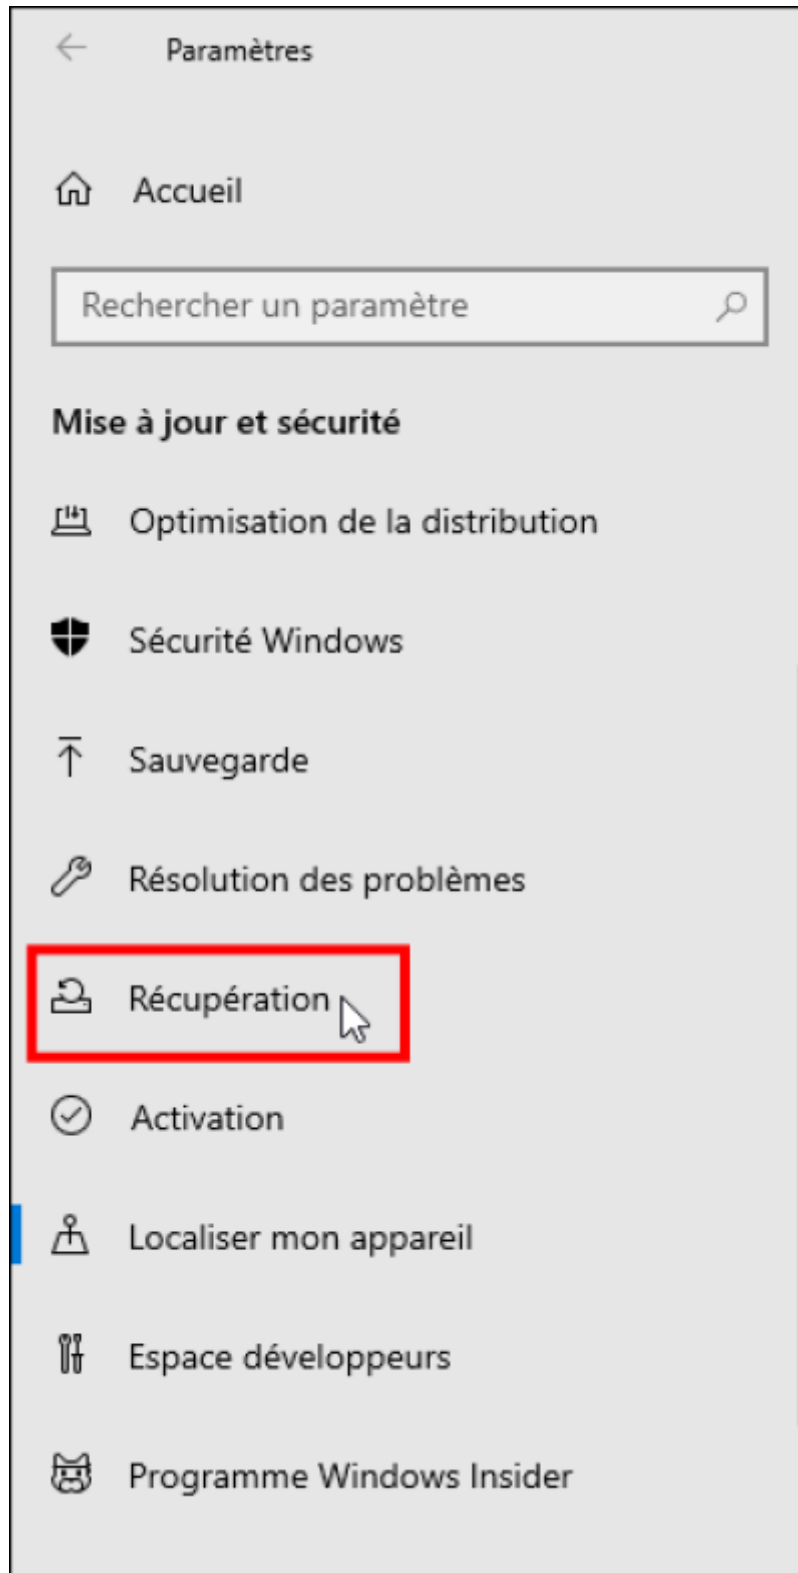 Paramètres
Accueil
Rechercher un paramètre
Mise à jour et sécurité
Optimisation de la distribution
Sécurité Windows
Sauvegarde
Résolution des problèmes
Récupération
Activation
Localiser mon appareil
Espace développeurs
Programme Windows Insider